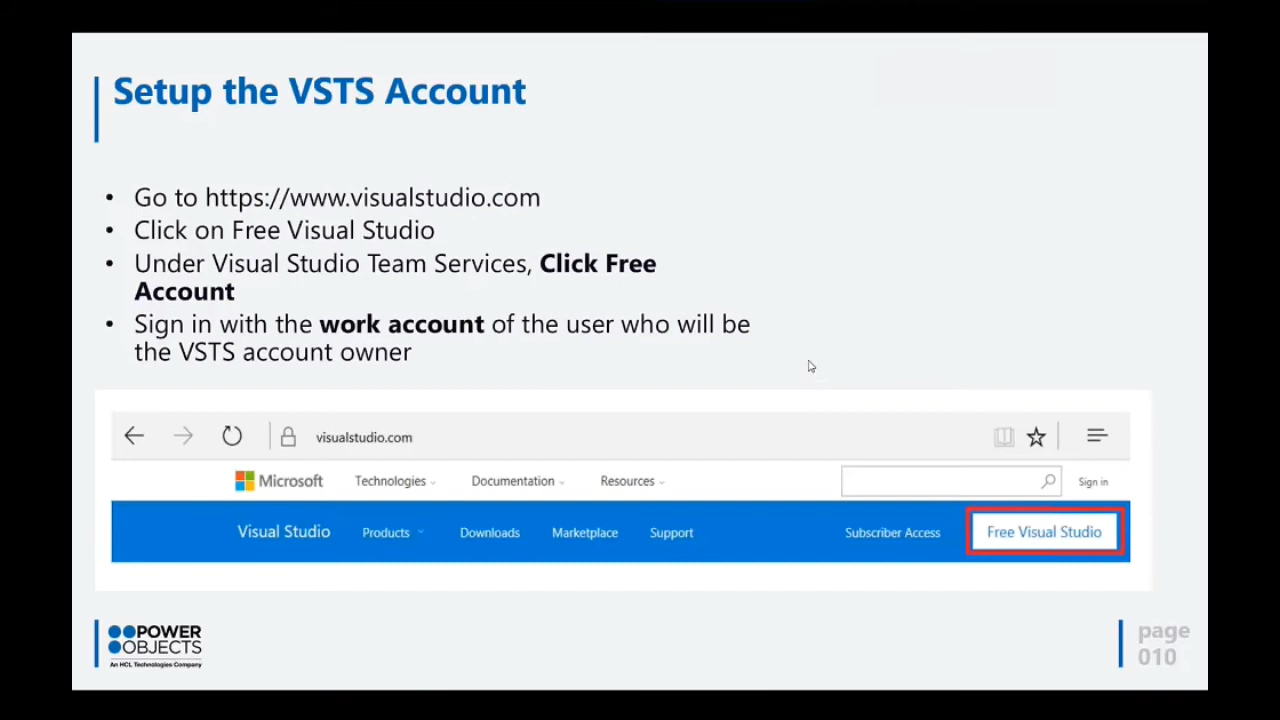 Setup the VSTS Account
• Go to https://www.visualstudio.com
• Click on Free Visual Studio
• Under Visual Studio Team Services, Click Free
Account
• Sign in with the work account of the user who will be
the VSTS account owner
visualstudio.com
Microsoft Technologies Documentation Resources Sign in
Visual Studio Products Downloads Marketplace Support Subscriber Access Free Visual Studio
POWER
OBJECTS
An HCL Technologies Company
page
010